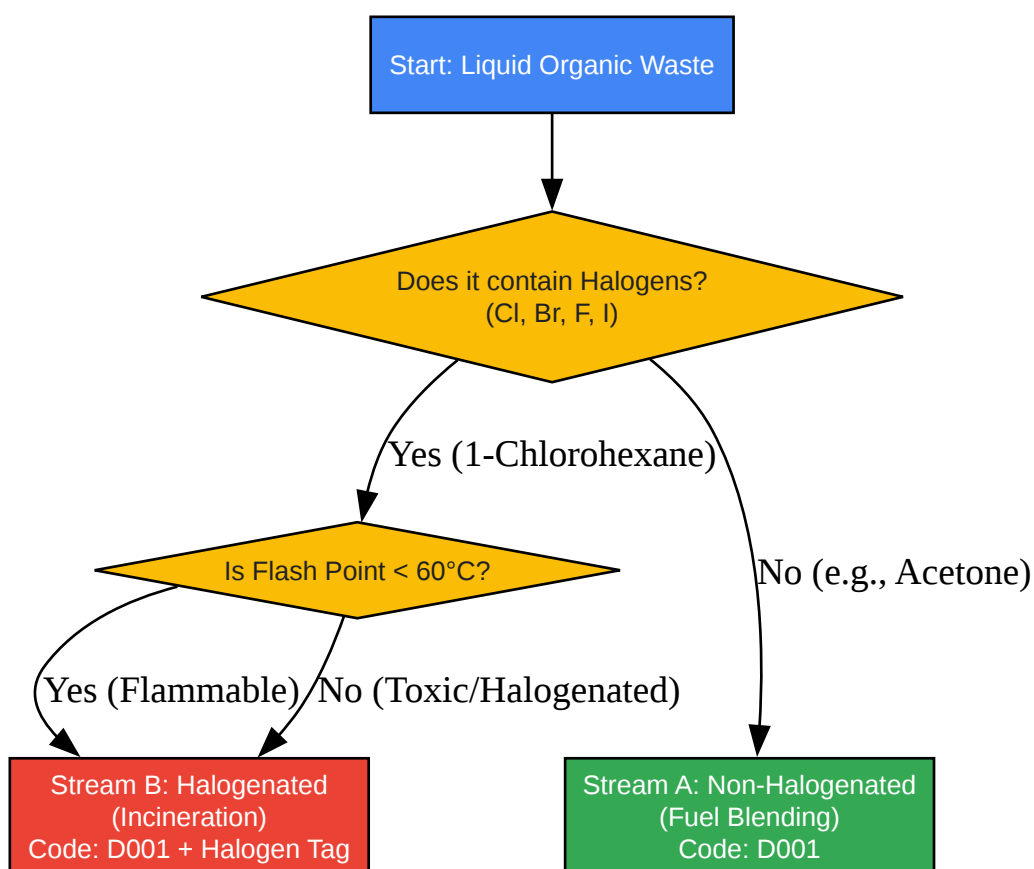 Start: Liquid Organic Waste
Does it contain Halogens?
(Cl, Br, F, I)
Yes (1-Chlorohexane)
No (e.g., Acetone)
Is Flash Point < 60°C?
Yes (Flammable)
No (Toxic/Halogenated)
Stream B: Halogenated
(Incineration)
Code: D001 + Halogen Tag
Stream A: Non-Halogenated
(Fuel Blending)
Code: D001